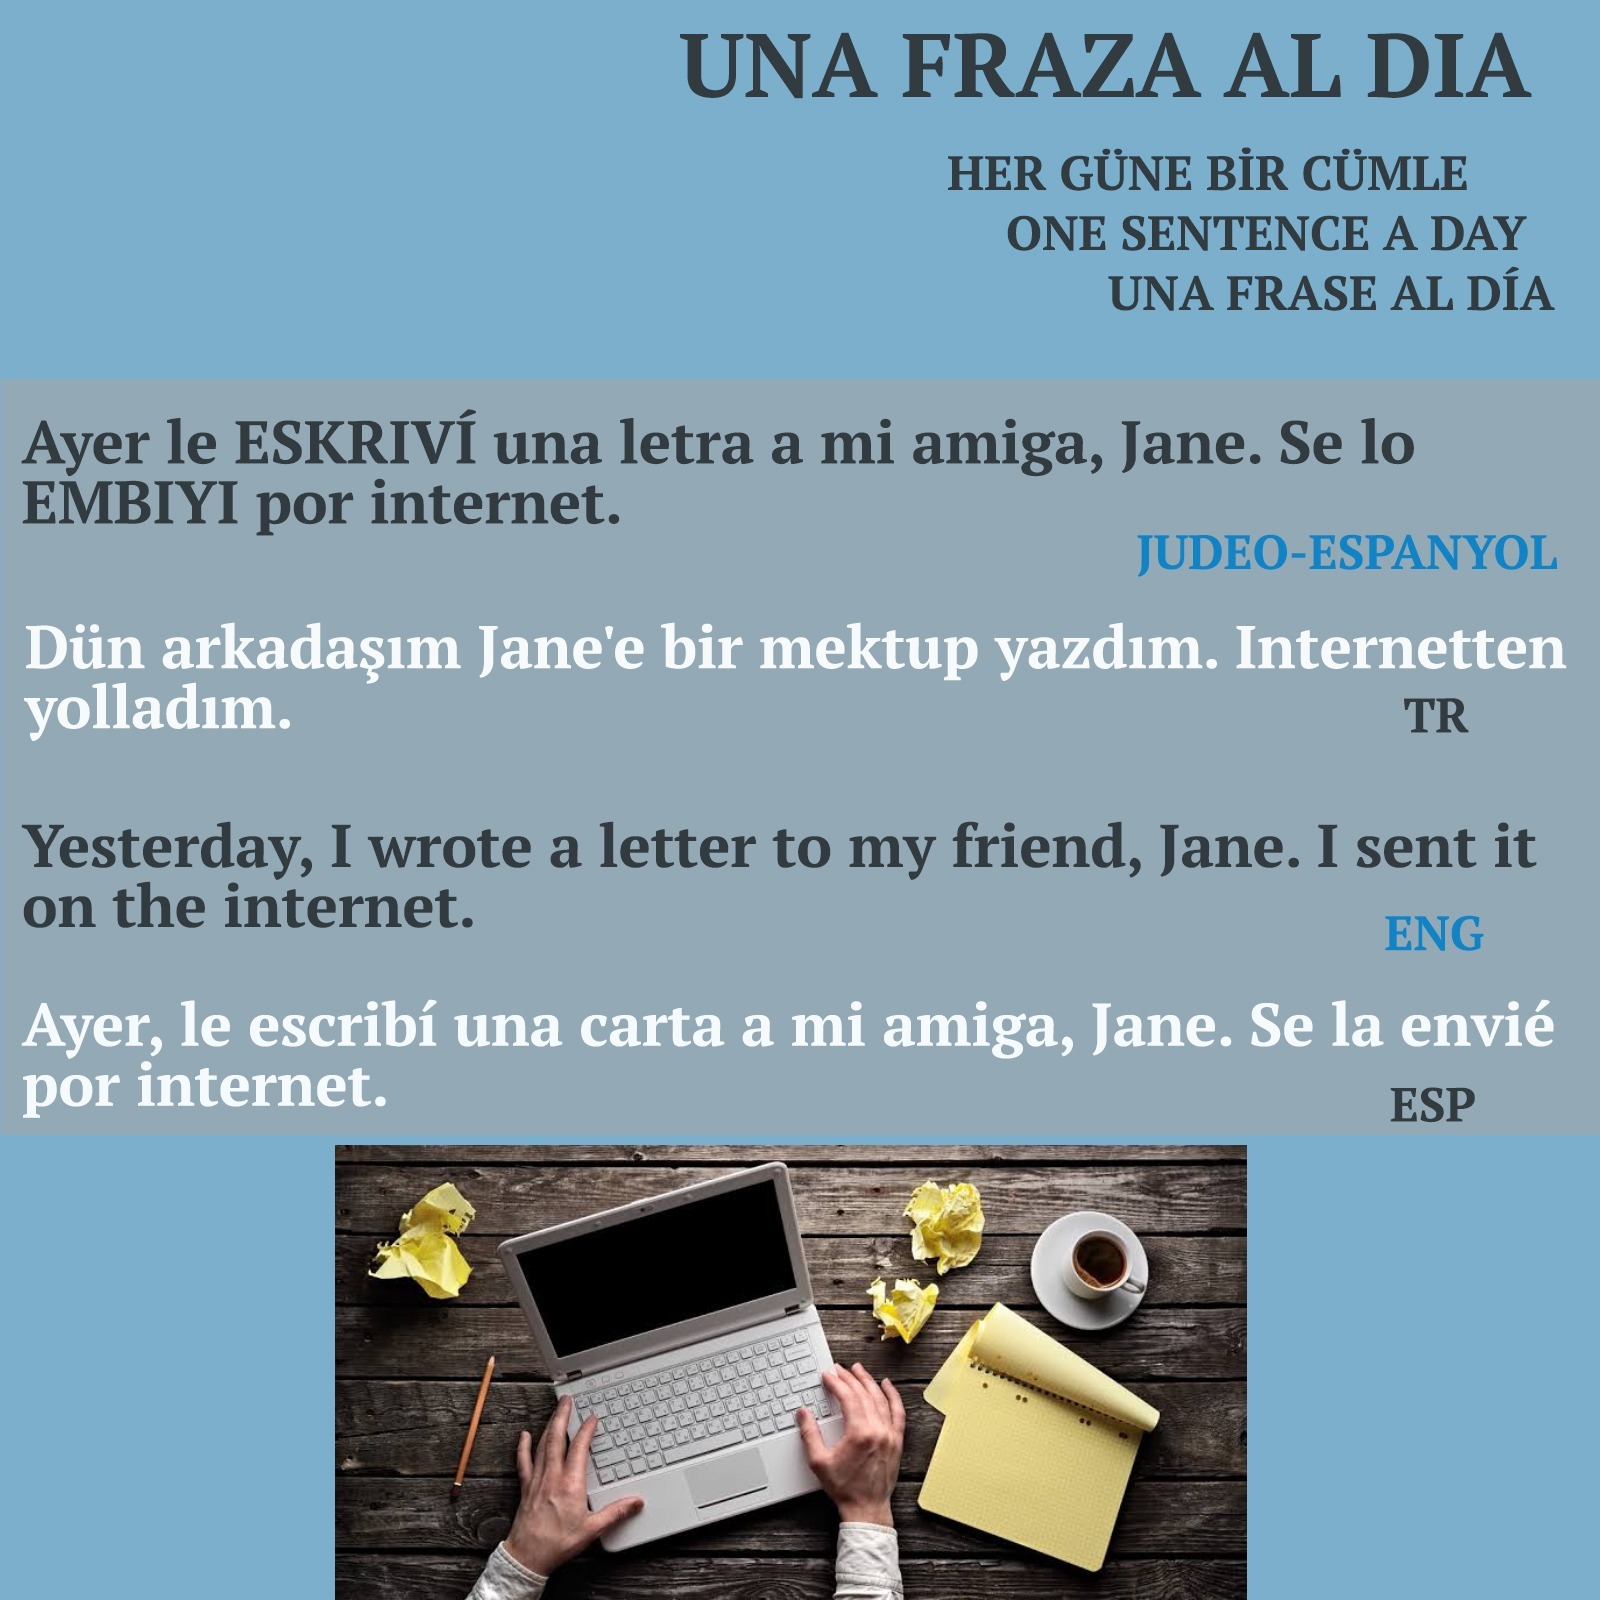 UNA FRAZA AL DIA
HER GÜNE BİR CÜMLE
ONE SENTENCE A DAY
UNA FRASE AL DÍA
Ayer le ESKRIVÍ una letra a mi amiga, Jane. Se lo
EMBIYI por internet.
JUDEO-ESPANYOL
Dün arkadaşım Jane'e bir mektup yazdım. Internetten
yolladım.
TR
Yesterday, I wrote a letter to my friend, Jane. I sent it
on the internet.
ENG
Ayer, le escribí una carta a mi amiga, Jane. Se la envié
por internet.
ESP